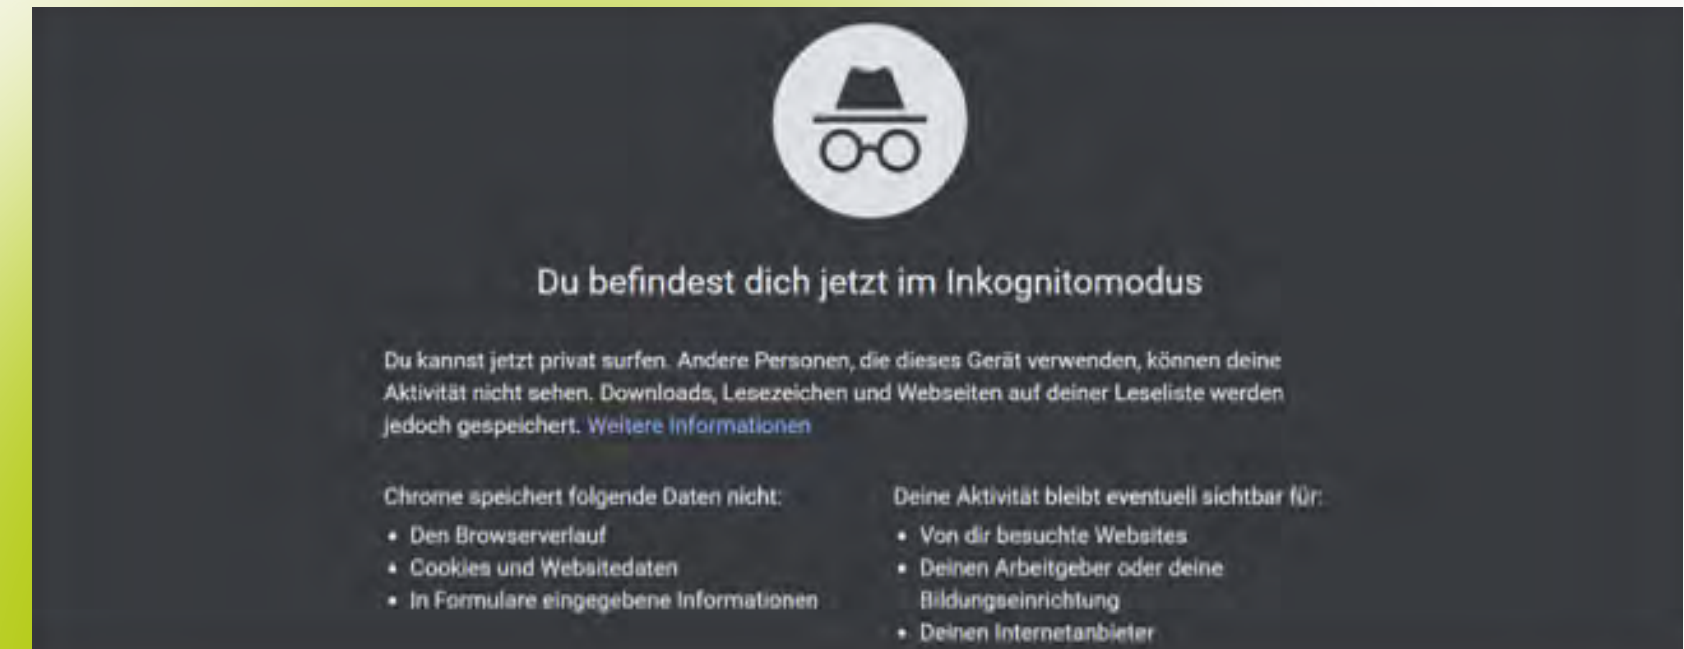 Du befindest dich jetzt im Inkognitomodus
Du kannst jetzt privat surfen. Andere Personen, die dieses Gerät verwenden, können deine
Aktivität nicht sehen. Downloads, Lesezeichen und Webseiten auf deiner Leseliste werden
jedoch gespeichert. Weitere Informationen
Chrome speichert folgende Daten nicht:
• Den Browserverlauf
• Cookies und Websitedaten
• In Formulare eingegebene Informationen
Deine Aktivität bleibt eventuell sichtbar für:
• Von dir besuchte Websites
• Deinen Arbeitgeber oder deine
Bildungseinrichtung
• Deinen Internetanbieter